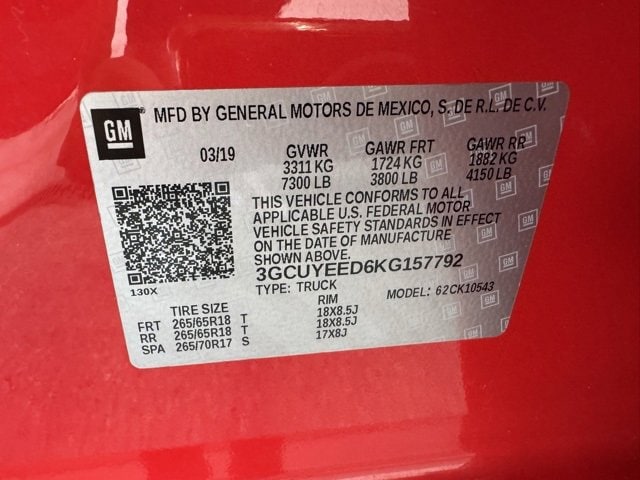 GM
MFD BY GENERAL MOTORS DE MEXICO, S. DE R.L. DE C.V.
03/19 GVWR GAWR FRT GAWR RR
3311 KG 1724 KG 1882 KG
7300 LB 3800 LB 4150 LB
THIS VEHICLE CONFORMS TO ALL
APPLICABLE U.S. FEDERAL MOTOR
VEHICLE SAFETY STANDARDS IN EFFECT
ON THE DATE OF MANUFACTURE
SHOWN ABOVE.
3GCUYEED6KG157792
130X TYPE: TRUCK MODEL: 62CK10543
TIRE SIZE RIM
FRT 265/65R18 T 18X8.5J
RR 265/65R18 T 18X8.5J
SPA 265/70R17 S 17X8J